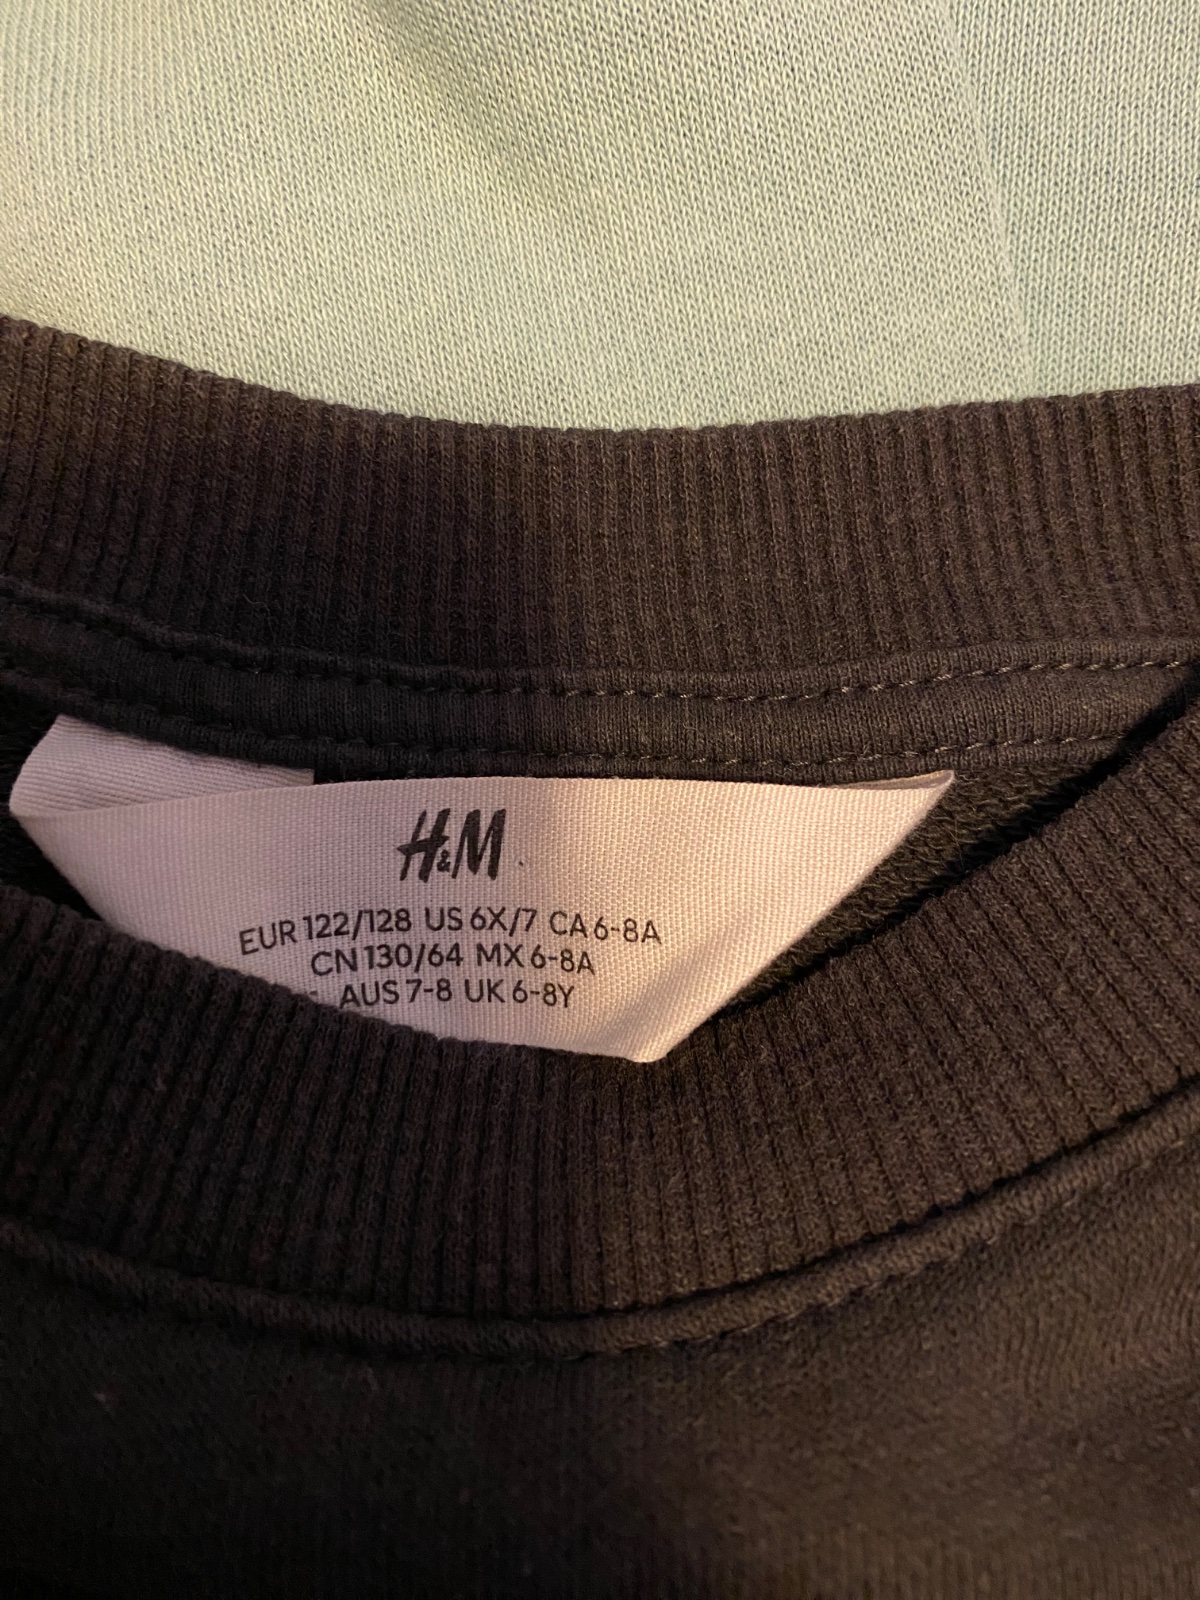 H&M
EUR 122/128 US 6X/7 CA 6-8A
CN 130/64 MX 6-8A
AUS 7-8 UK 6-8Y